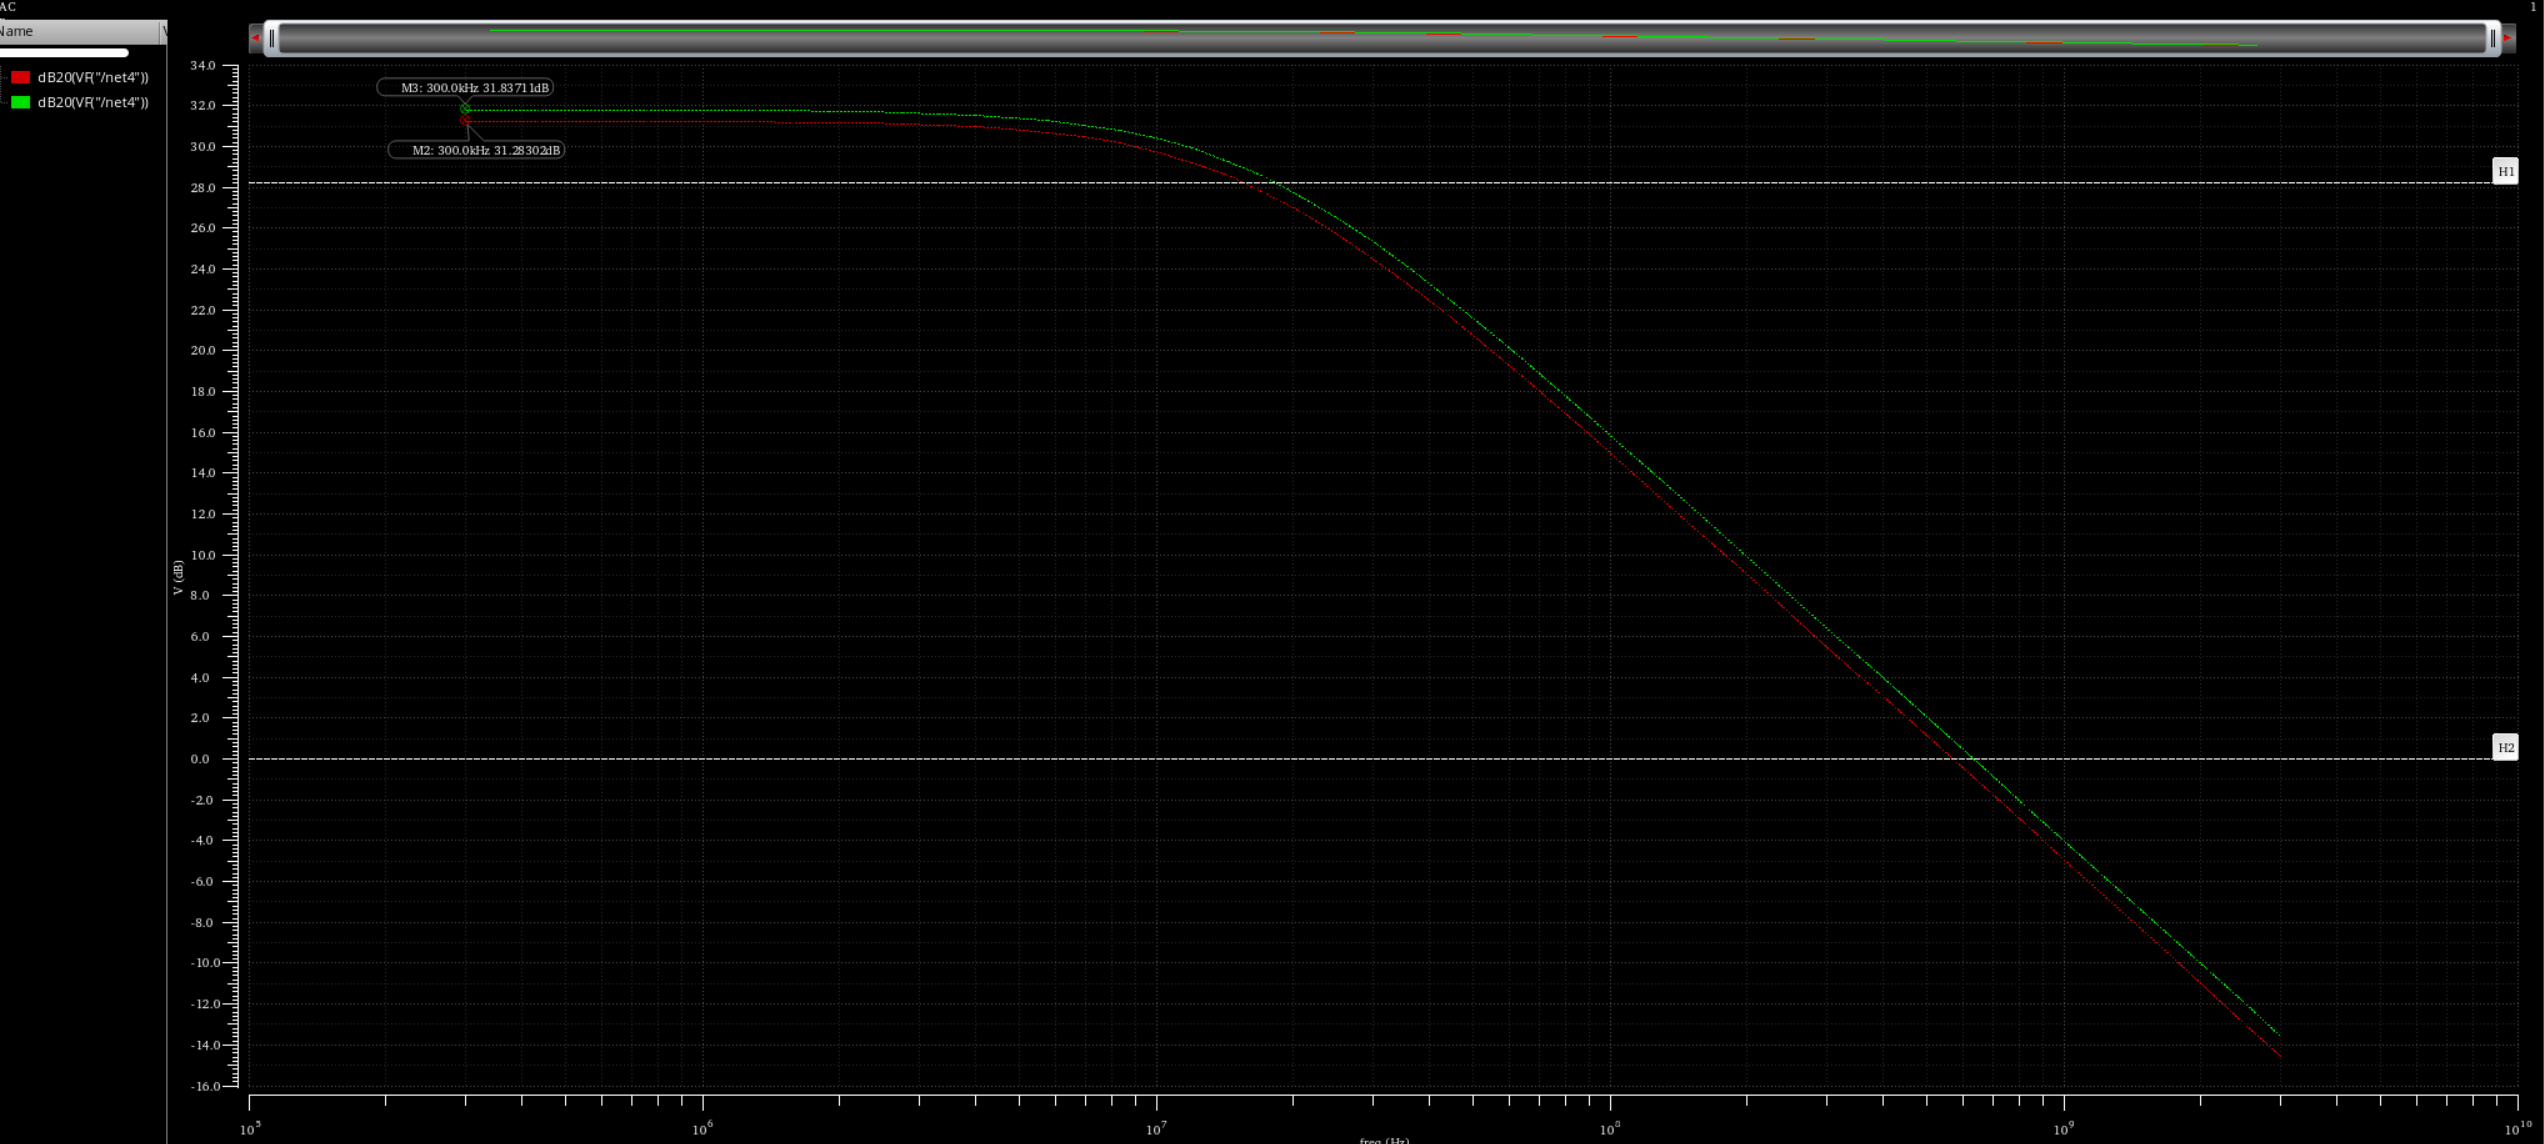 AC
1
Name
V
dB20(VF("/net4"))
dB20(VF("/net4"))
M3: 300.0kHz 31.83711dB
M2: 300.0kHz 31.28302dB
H1
H2
V (dB)
34.0
32.0
30.0
28.0
26.0
24.0
22.0
20.0
18.0
16.0
14.0
12.0
10.0
8.0
6.0
4.0
2.0
0.0
-2.0
-4.0
-6.0
-8.0
-10.0
-12.0
-14.0
-16.0
10⁵ 10⁶ 10⁷ 10⁸ 10⁹ 10¹⁰
freq (Hz)